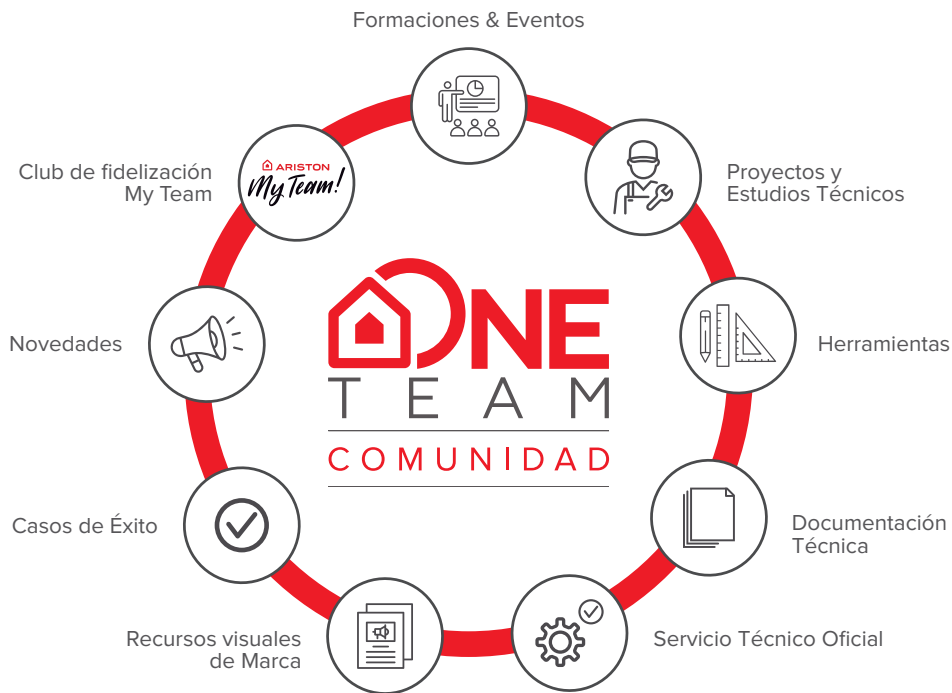 Formaciones & Eventos
Proyectos y
Estudios Técnicos
Herramientas
Documentación
Técnica
Servicio Técnico Oficial
Recursos visuales
de Marca
Casos de Éxito
Novedades
Club de fidelización
My Team
ARISTON
My Team!
ONE
TEAM
COMUNIDAD